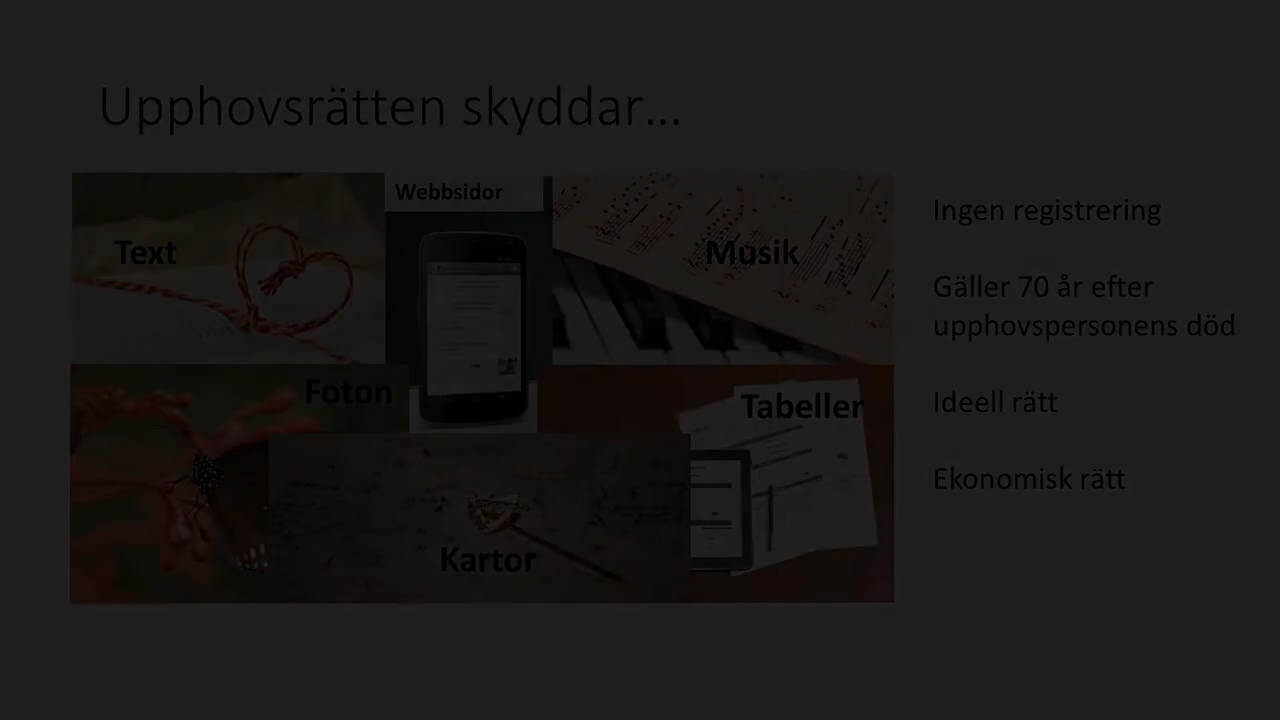 Upphovsrätten skyddar...
Text
Webbsidor
Musik
Foton
Tabeller
Kartor
Ingen registrering
Gäller 70 år efter
upphovspersonens död
Ideell rätt
Ekonomisk rätt